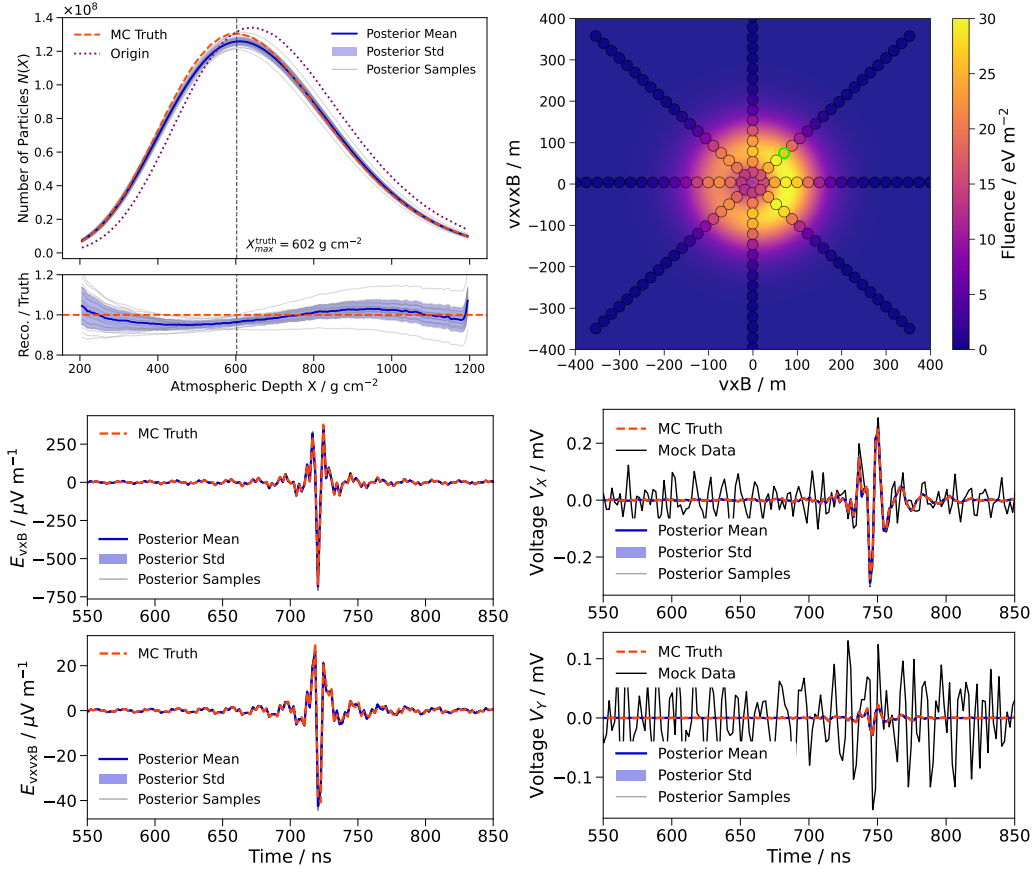 ×10⁸
1.4
1.2
1.0
0.8
0.6
0.4
0.2
0.0
Number of Particles N(X)
MC Truth
Origin
Posterior Mean
Posterior Std
Posterior Samples
X_max^truth = 602 g cm⁻²
200 400 600 800 1000 1200
1.2
1.0
0.8
Reco. / Truth
200 400 600 800 1000 1200
Atmospheric Depth X / g cm⁻²
400
300
200
100
0
−100
−200
−300
−400
vxvxB / m
−400 −300 −200 −100 0 100 200 300 400
vxB / m
30
25
20
15
10
5
0
Fluence / eV m⁻²
250
0
−250
−500
−750
E_vxB / μV m⁻¹
MC Truth
Posterior Mean
Posterior Std
Posterior Samples
550 600 650 700 750 800 850
0.2
0.0
−0.2
Voltage V_X / mV
MC Truth
Mock Data
Posterior Mean
Posterior Std
Posterior Samples
550 600 650 700 750 800 850
20
0
−20
−40
E_vxvxB / μV m⁻¹
MC Truth
Posterior Mean
Posterior Std
Posterior Samples
550 600 650 700 750 800 850
Time / ns
0.1
0.0
−0.1
Voltage V_Y / mV
MC Truth
Mock Data
Posterior Mean
Posterior Std
Posterior Samples
550 600 650 700 750 800 850
Time / ns